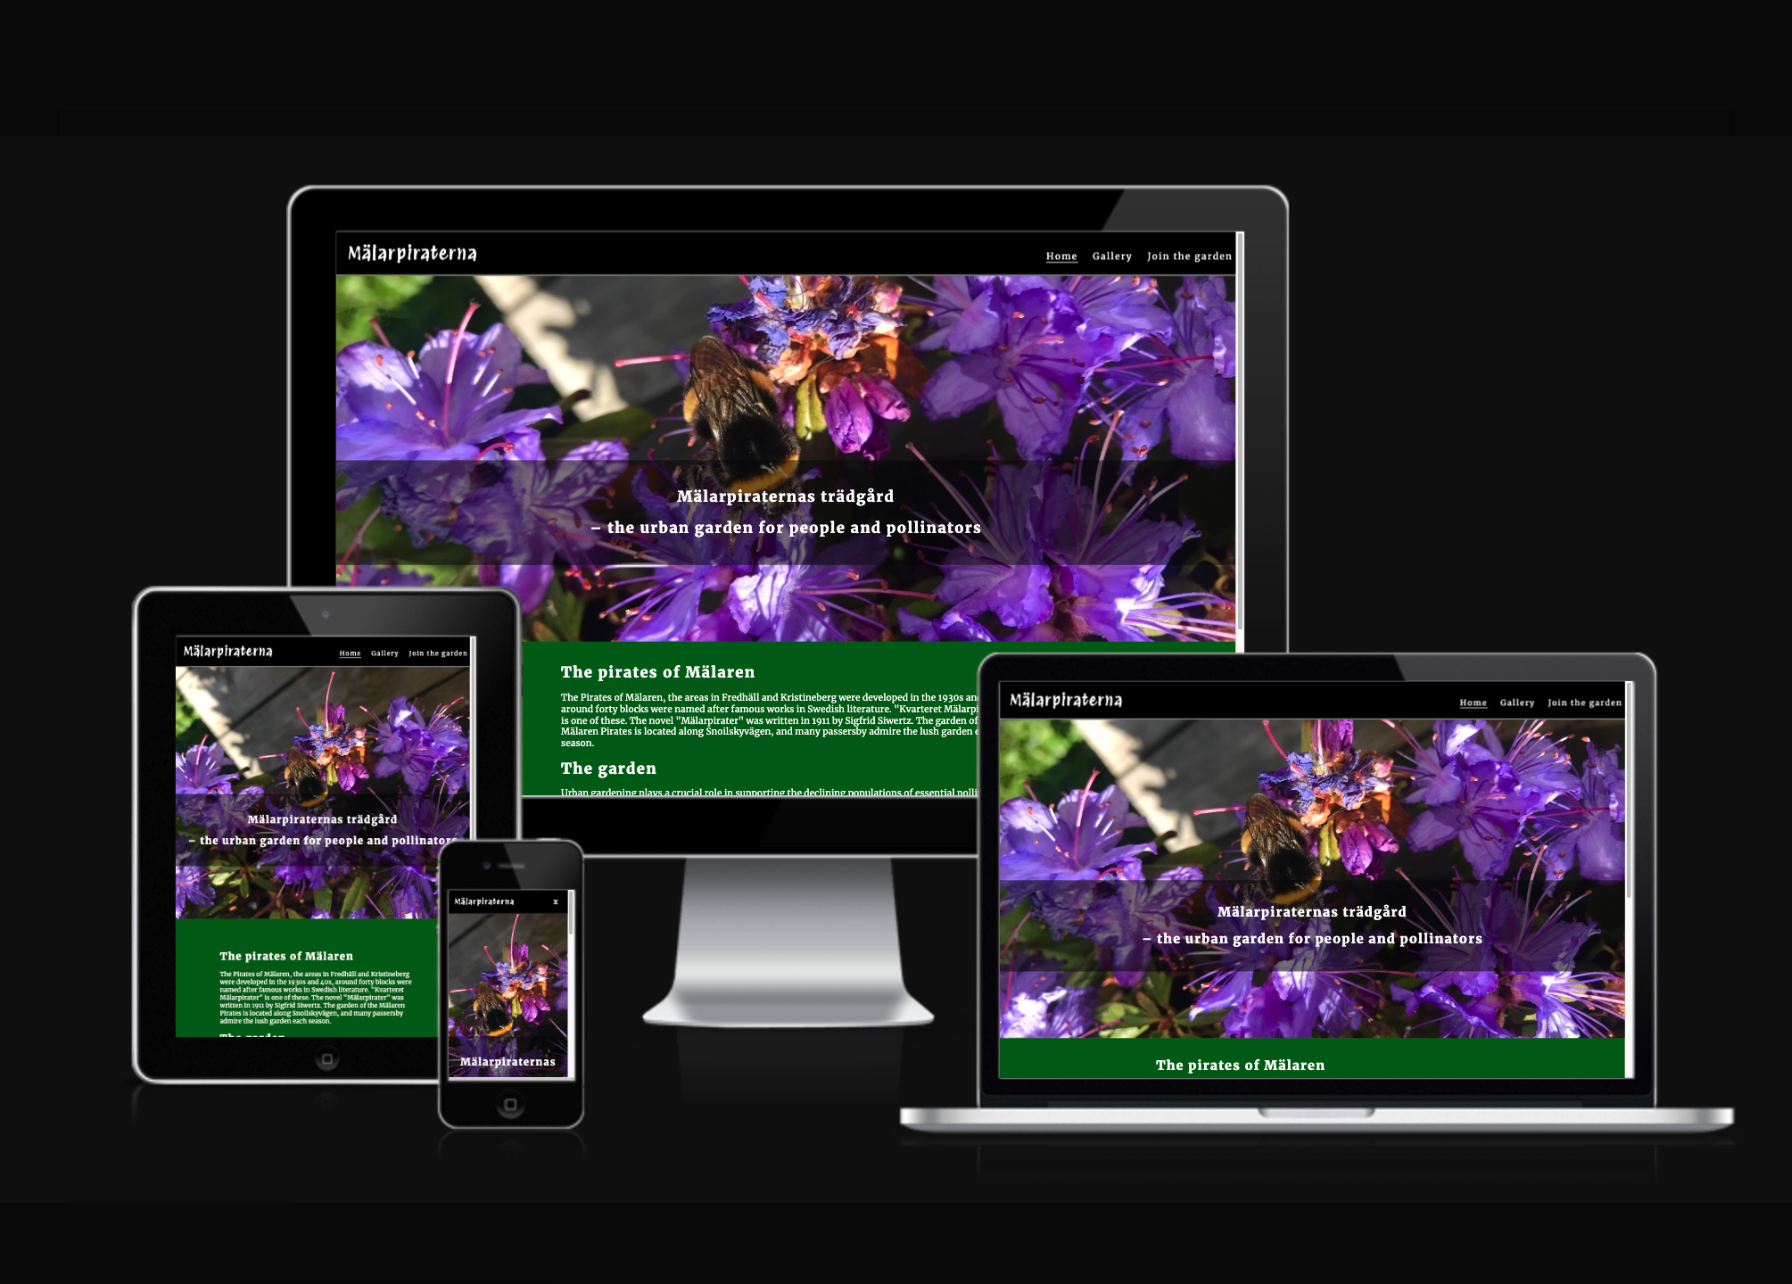 Mälarpiraterna
Home Gallery Join the garden
Mälarpiraternas trädgård
– the urban garden for people and pollinators
The pirates of Mälaren
The Pirates of Mälaren, the areas in Fredhäll and Kristineberg were developed in the 1930s an
around forty blocks were named after famous works in Swedish literature. "Kvarteret Mälarpi
is one of these. The novel "Mälarpirater" was written in 1911 by Sigfrid Siwertz. The garden of
Mälaren Pirates is located along Snoilskyvägen, and many passersby admire the lush garden e
season.
The garden
Urban gardening plays a crucial role in supporting the declining populations of essential polli
Mälarpiraterna
Home Gallery Join the garden
Mälarpiraternas trädgård
– the urban garden for people and pollinators
The pirates of Mälaren
The Pirates of Mälaren, the areas in Fredhäll and Kristineberg
were developed in the 1930s and 40s, around forty blocks were
named after famous works in Swedish literature. "Kvarteret
Mälarpirater" is one of these. The novel "Mälarpirater" was
written in 1911 by Sigfrid Siwertz. The garden of the Mälaren
Pirates is located along Snoilskyvägen, and many passersby
admire the lush garden each season.
The garden
Mälarpiraterna x
Mälarpiraternas
Mälarpiraterna
Home Gallery Join the garden
Mälarpiraternas trädgård
– the urban garden for people and pollinators
The pirates of Mälaren